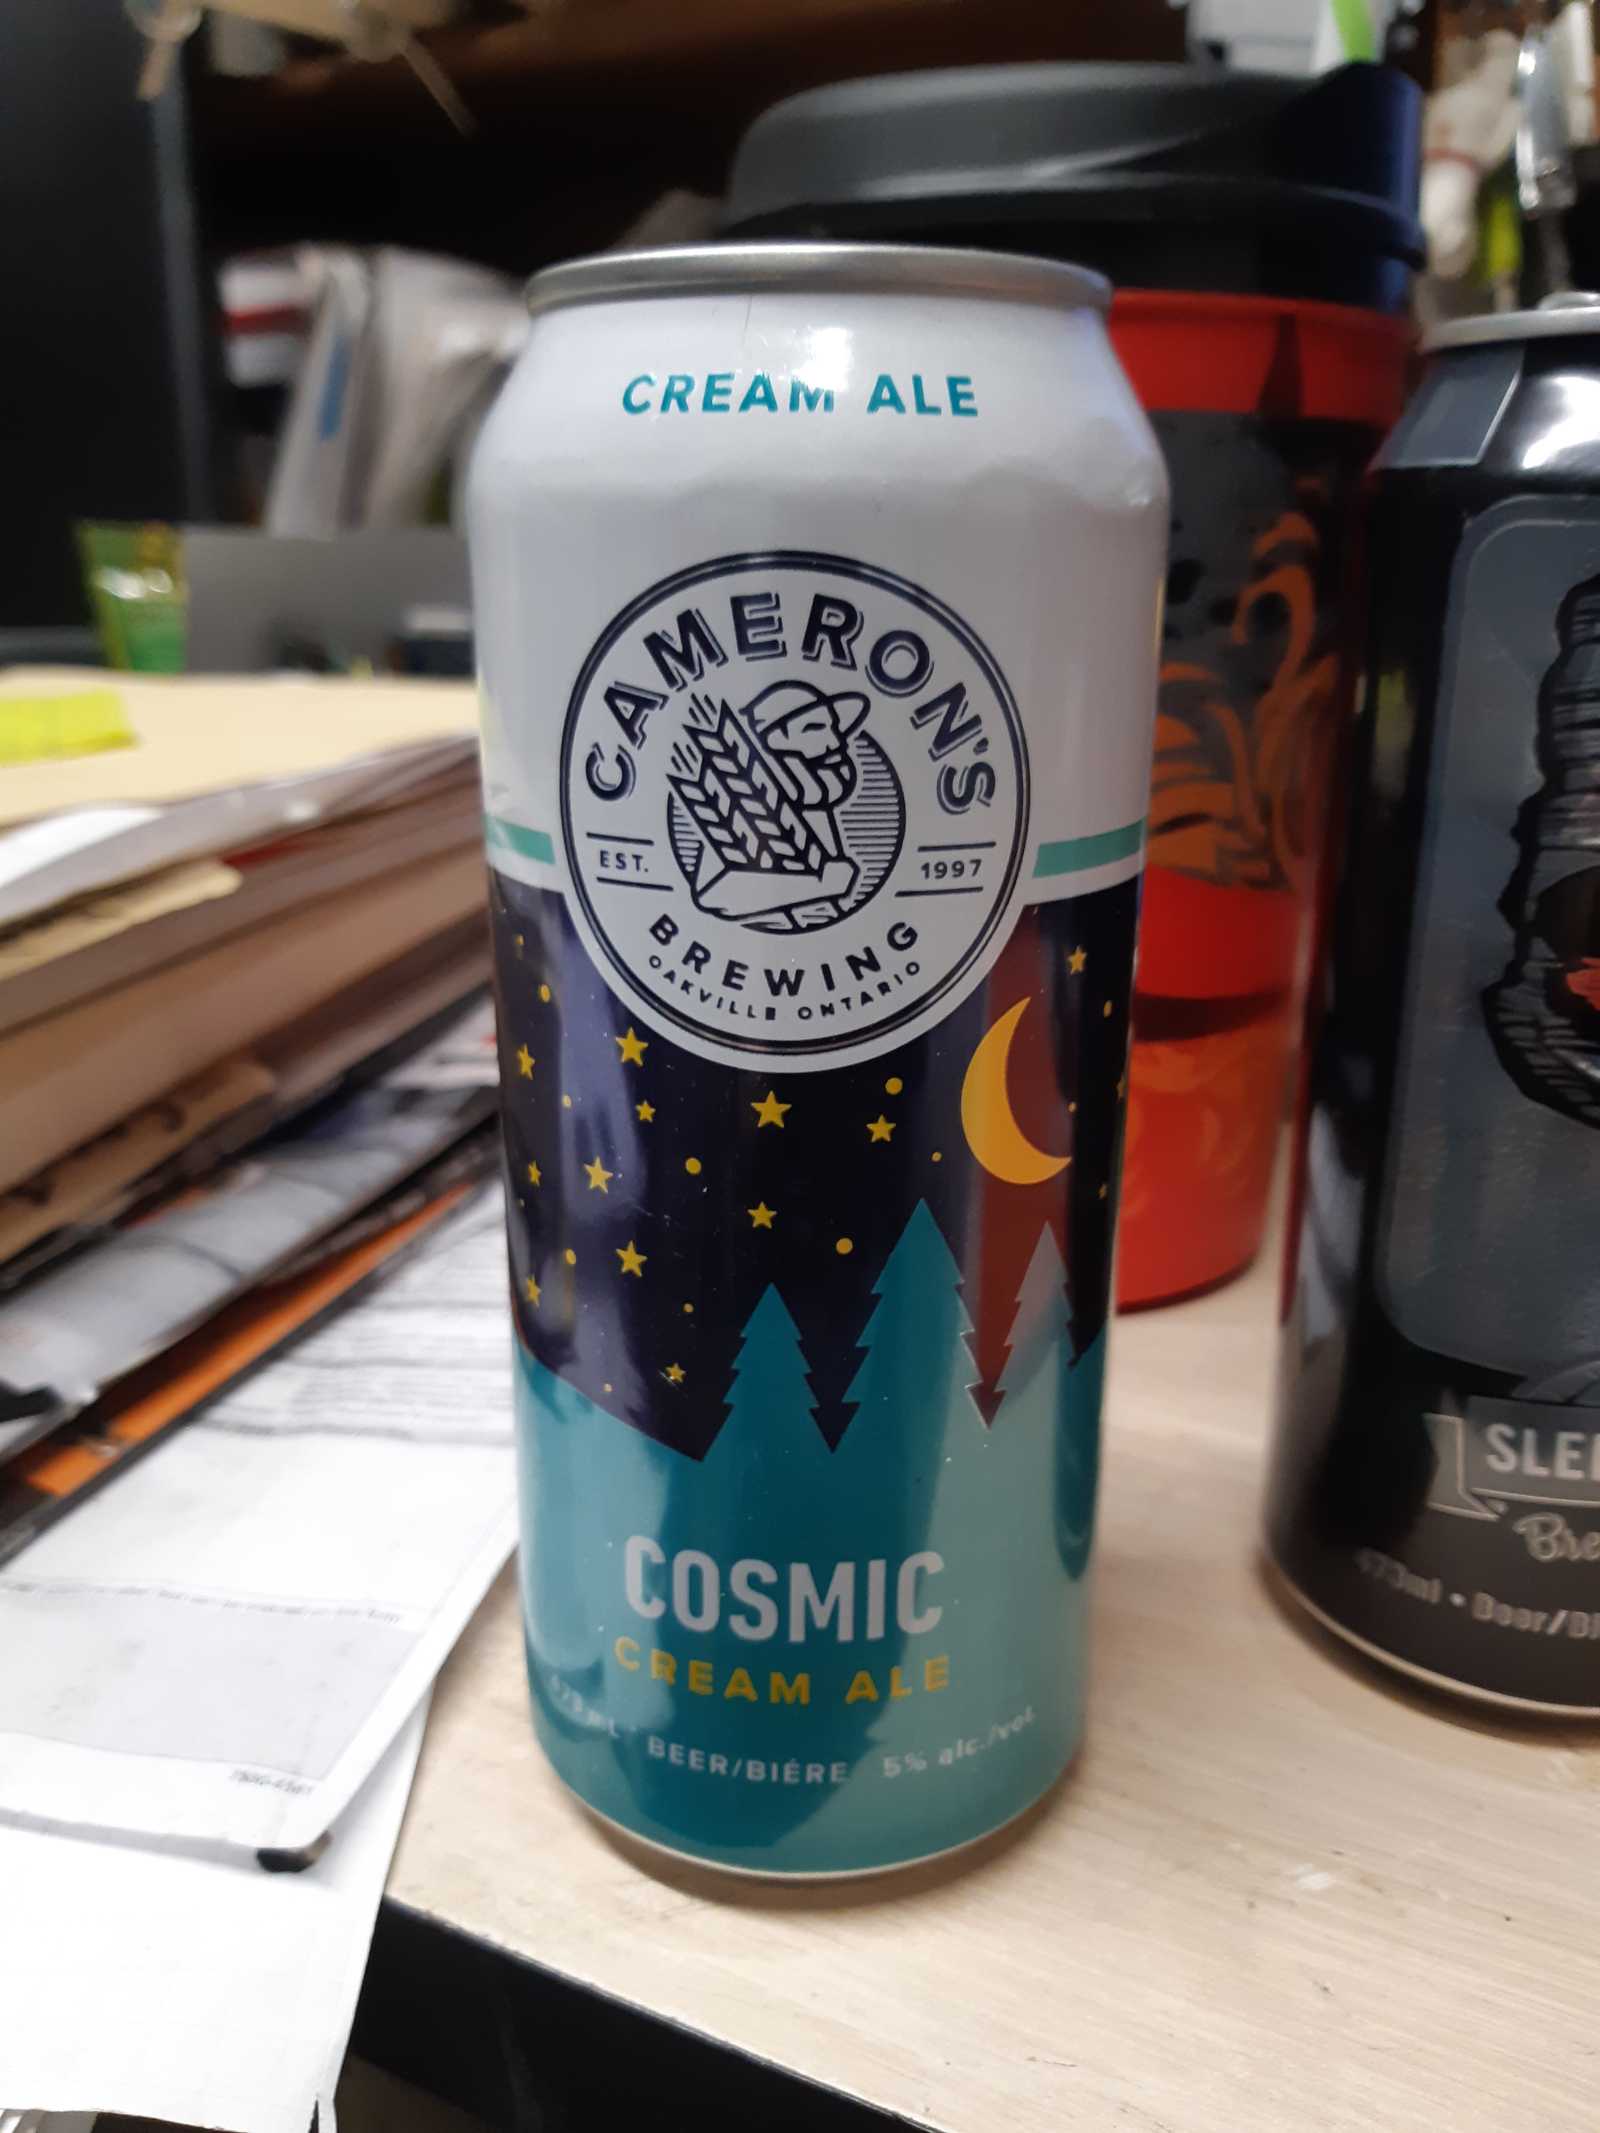 CREAM ALE
CAMERON'S
EST. 1997
BREWING
OAKVILLE ONTARIO
COSMIC
CREAM ALE
473mL BEER/BIÈRE 5% alc./vol.
473ml • Beer/Bi